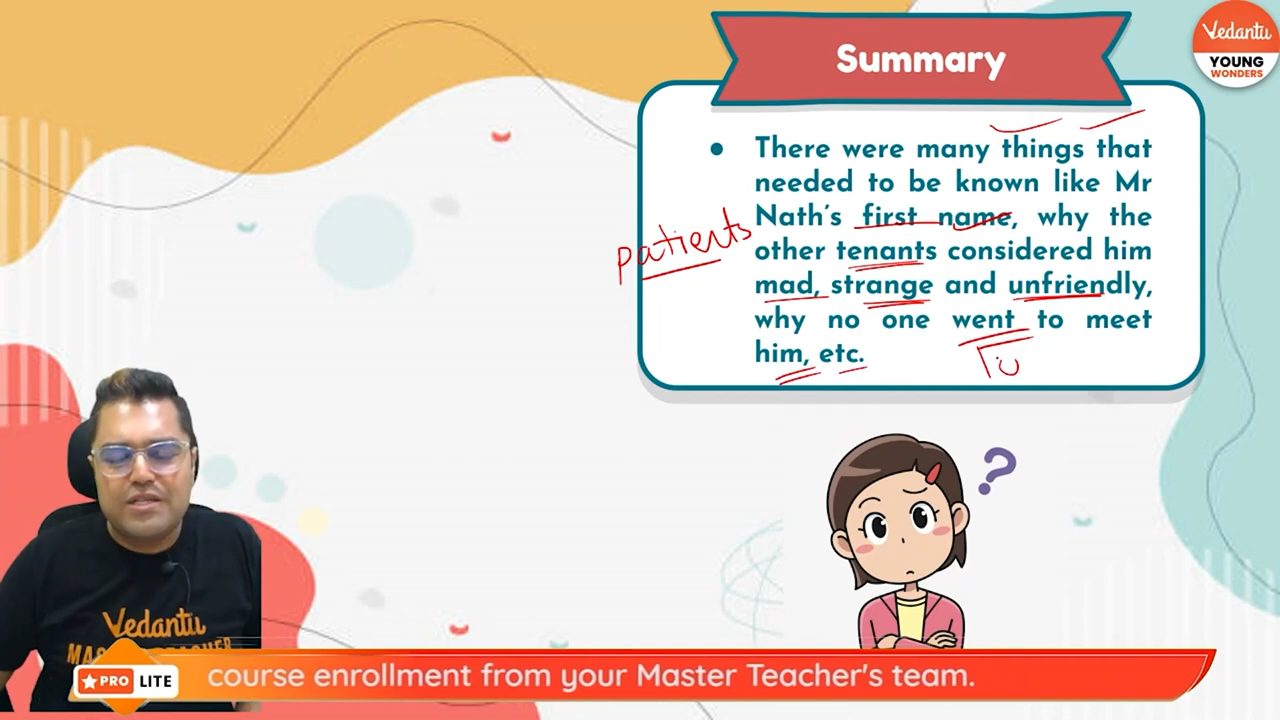 Summary
Vedantu
YOUNG
WONDERS
• There were many things that
needed to be known like Mr
Nath's first name, why the
other tenants considered him
mad, strange and unfriendly,
why no one went to meet
him, etc.
patients
?
Vedantu
MASTER TEACHER
PRO LITE
course enrollment from your Master Teacher's team.